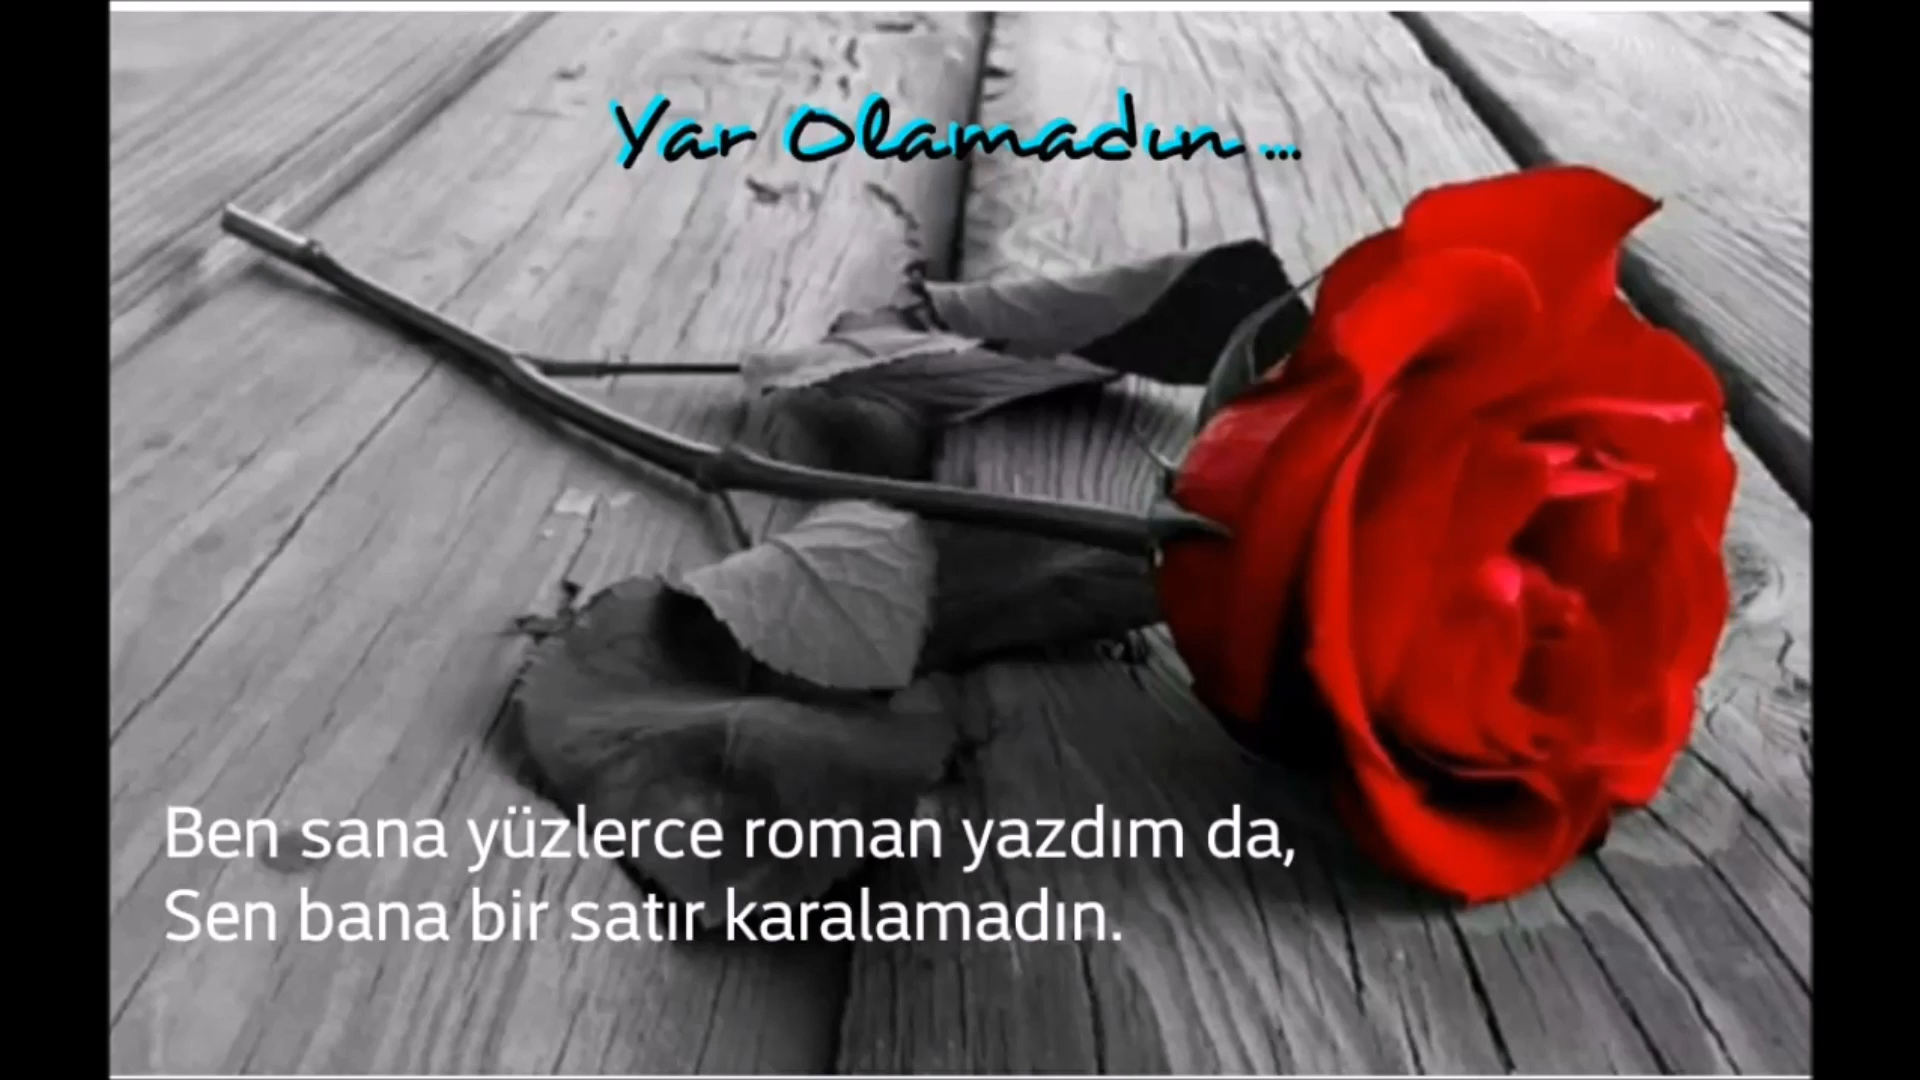 Yar Olamadın...
Ben sana yüzlerce roman yazdım da,
Sen bana bir satır karalamadın.